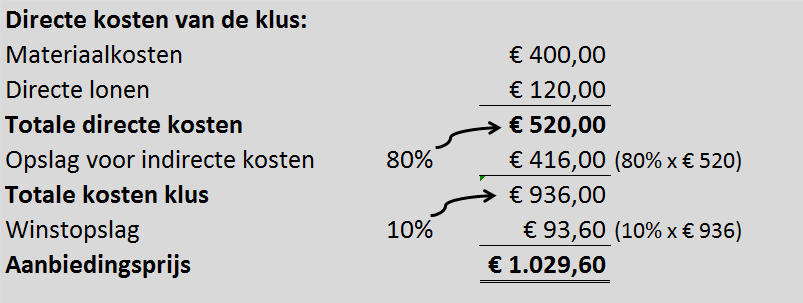 Directe kosten van de klus:
Materiaalkosten € 400,00
Directe lonen € 120,00
Totale directe kosten € 520,00
Opslag voor indirecte kosten 80% € 416,00 (80% x € 520)
Totale kosten klus € 936,00
Winstopslag 10% € 93,60 (10% x € 936)
Aanbiedingsprijs € 1.029,60